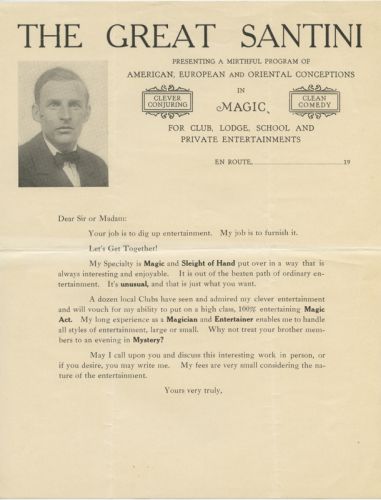 THE GREAT SANTINI
PRESENTING A MIRTHFUL PROGRAM OF
AMERICAN, EUROPEAN AND ORIENTAL CONCEPTIONS
CLEVER
CONJURING
IN
MAGIC
CLEAN
COMEDY
FOR CLUB, LODGE, SCHOOL AND
PRIVATE ENTERTAINMENTS
EN ROUTE, 19
Dear Sir or Madam:
Your job is to dig up entertainment. My job is to furnish it.
Let's Get Together!
My Specialty is Magic and Sleight of Hand put over in a way that is
always interesting and enjoyable. It is out of the beaten path of ordinary en-
tertainment. It's unusual, and that is just what you want.
A dozen local Clubs have seen and admired my clever entertainment
and will vouch for my ability to put on a high class, 100% entertaining Magic
Act. My long experience as a Magician and Entertainer enables me to handle
all styles of entertainment, large or small. Why not treat your brother mem-
bers to an evening in Mystery?
May I call upon you and discuss this interesting work in person, or
if you desire, you may write me. My fees are very small considering the na-
ture of the entertainment.
Yours very truly,